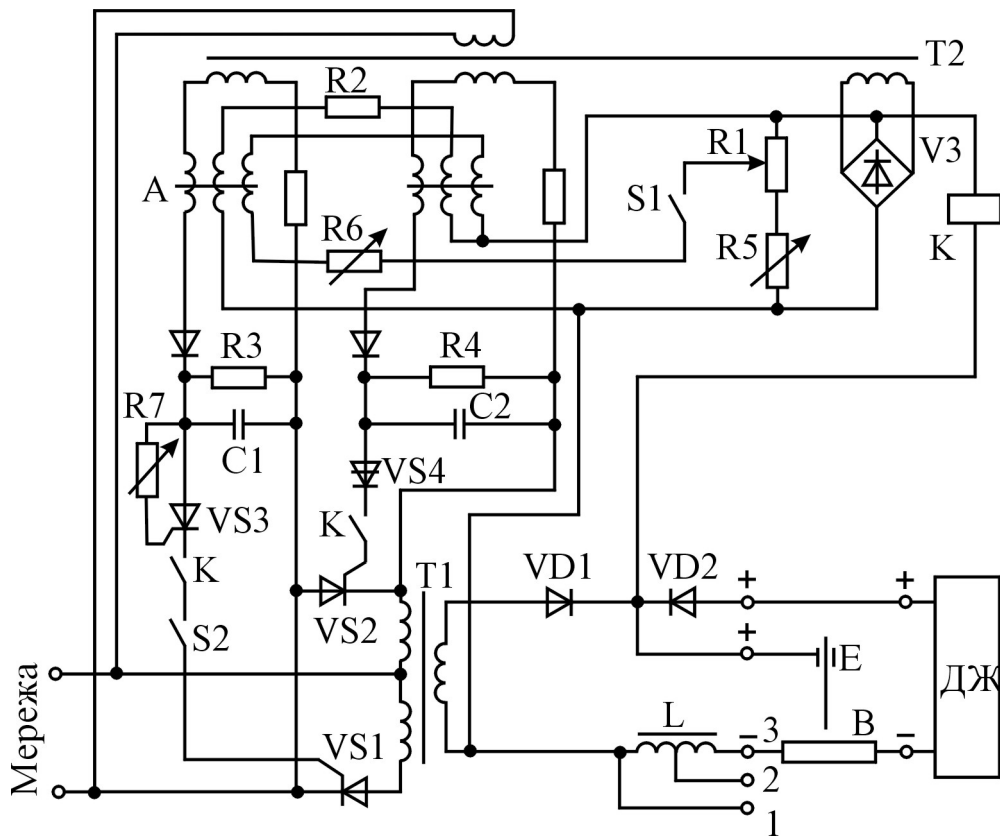 T2
R2
R1
V3
A
S1
R6
R5
K
R3
R4
R7
C2
C1
VS4
VS3
K
K
T1
VD1
VD2
+
+
VS2
+
S2
E
ДЖ
Мережа
L
B
VS1
–
3
–
2
1